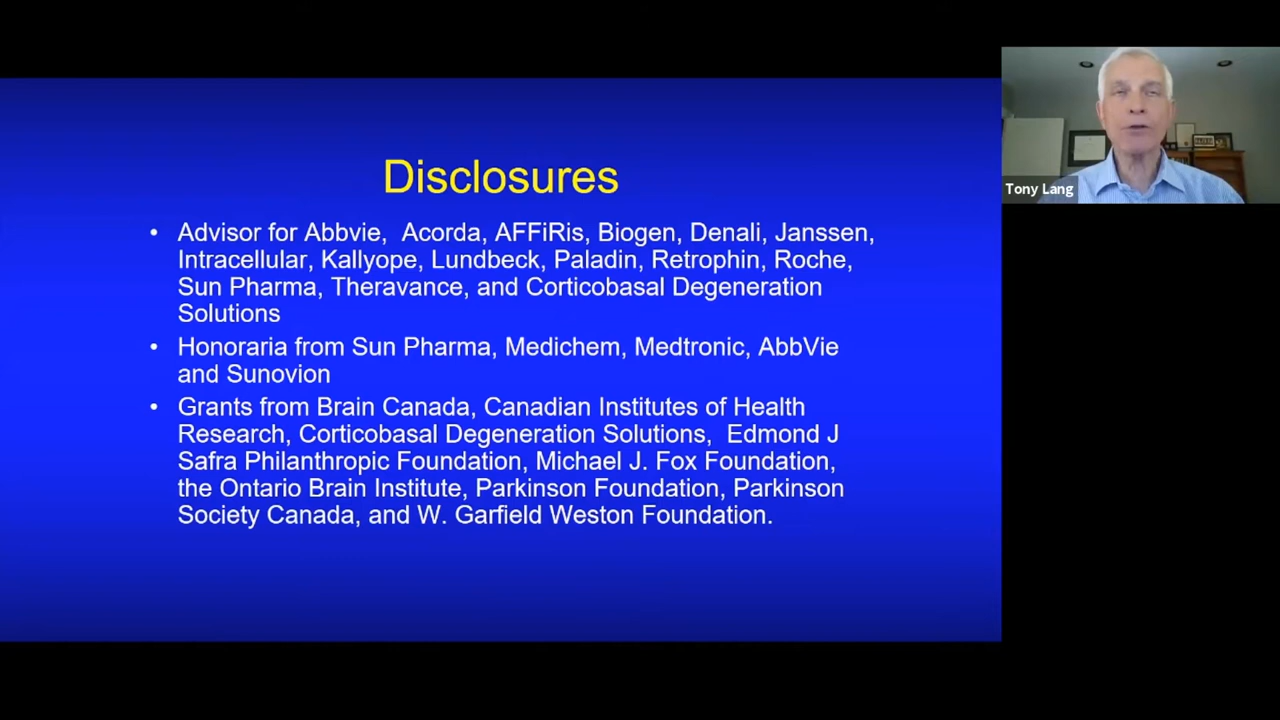 Disclosures
• Advisor for Abbvie,  Acorda, AFFiRis, Biogen, Denali, Janssen,
Intracellular, Kallyope, Lundbeck, Paladin, Retrophin, Roche,
Sun Pharma, Theravance, and Corticobasal Degeneration
Solutions
• Honoraria from Sun Pharma, Medichem, Medtronic, AbbVie
and Sunovion
• Grants from Brain Canada, Canadian Institutes of Health
Research, Corticobasal Degeneration Solutions,  Edmond J
Safra Philanthropic Foundation, Michael J. Fox Foundation,
the Ontario Brain Institute, Parkinson Foundation, Parkinson
Society Canada, and W. Garfield Weston Foundation.
Tony Lang